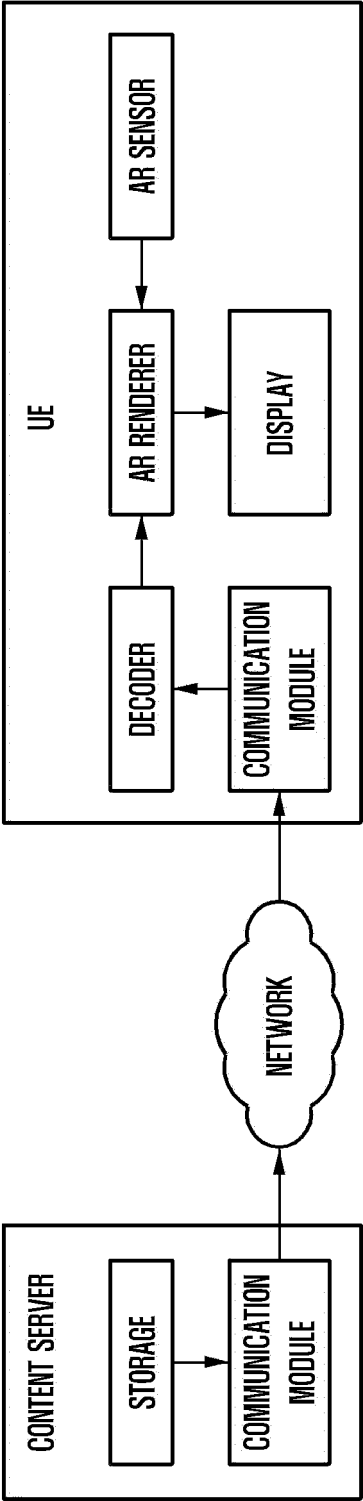 CONTENT SERVER
STORAGE
COMMUNICATION
MODULE
NETWORK
UE
DECODER
COMMUNICATION
MODULE
AR RENDERER
DISPLAY
AR SENSOR